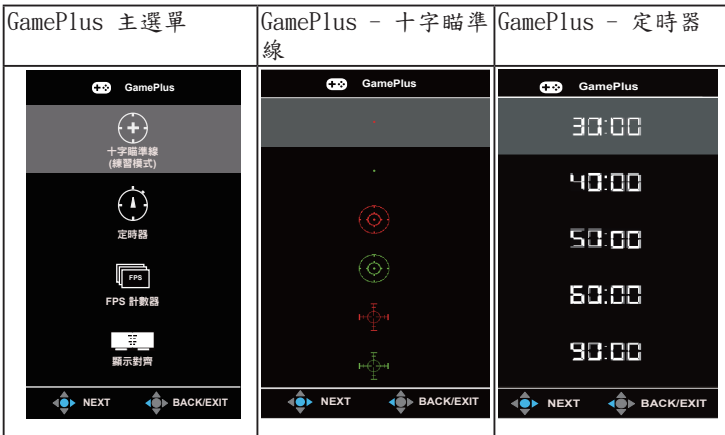 GamePlus 主選單
GamePlus - 十字瞄準線
GamePlus - 定時器
GamePlus
十字瞄準線
(練習模式)
定時器
FPS
FPS 計數器
顯示對齊
NEXT
BACK/EXIT
GamePlus
NEXT
BACK/EXIT
GamePlus
30:00
40:00
50:00
60:00
90:00
NEXT
BACK/EXIT